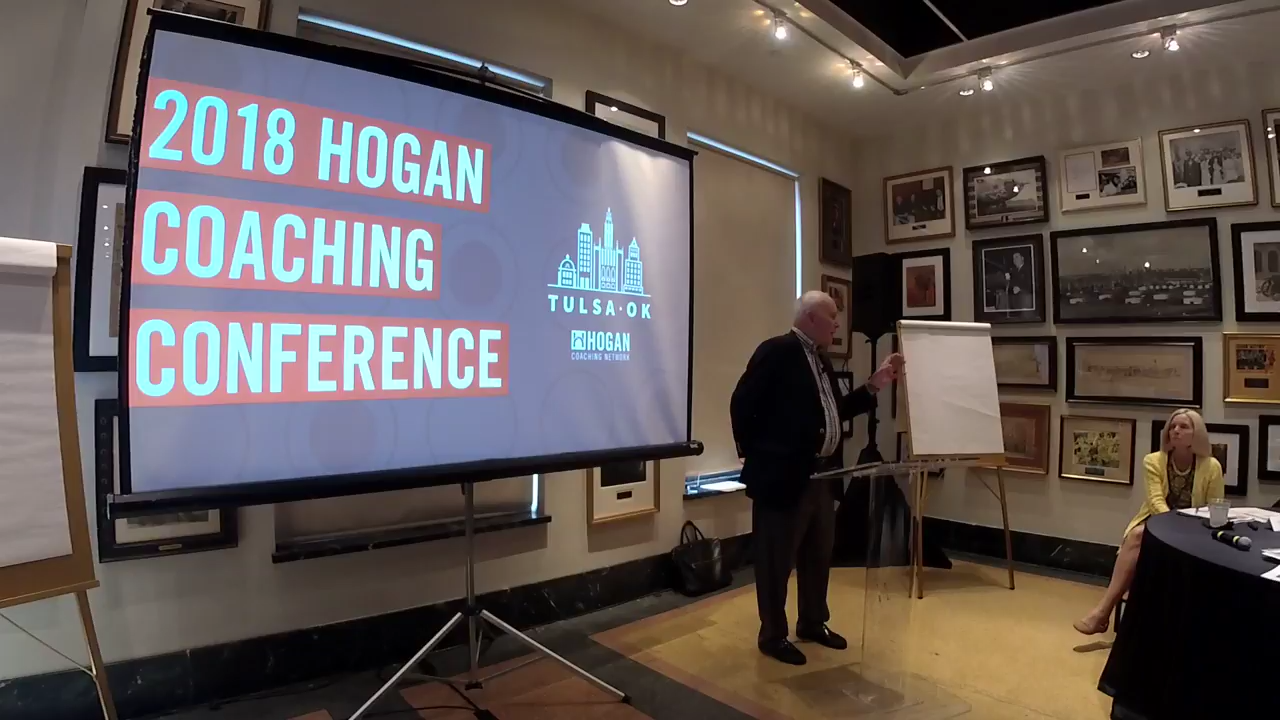 2018 HOGAN
COACHING
CONFERENCE
TULSA·OK
HOGAN
COACHING NETWORK